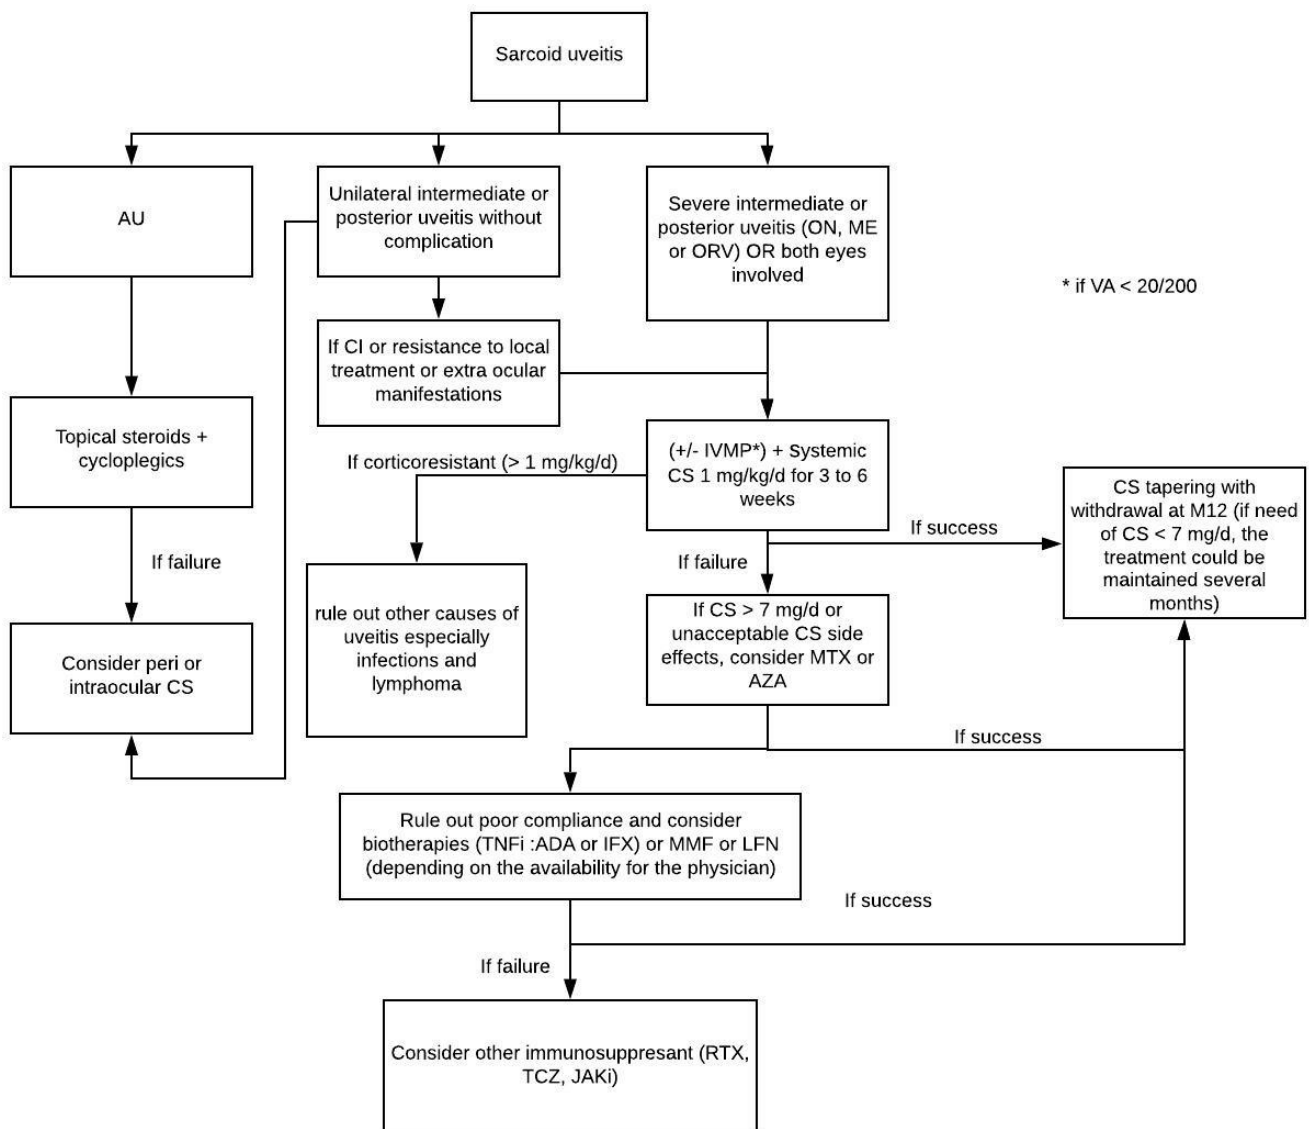 Sarcoid uveitis
AU
Unilateral intermediate or
posterior uveitis without
complication
Severe intermediate or
posterior uveitis (ON, ME
or ORV) OR both eyes
involved
* if VA < 20/200
If CI or resistance to local
treatment or extra ocular
manifestations
Topical steroids +
cycloplegics
If corticoresistant (> 1 mg/kg/d)
(+/- IVMP*) + Systemic
CS 1 mg/kg/d for 3 to 6
weeks
If success
CS tapering with
withdrawal at M12 (if need
of CS < 7 mg/d, the
treatment could be
maintained several
months)
If failure
If failure
rule out other causes of
uveitis especially
infections and
lymphoma
If CS > 7 mg/d or
unacceptable CS side
effects, consider MTX or
AZA
Consider peri or
intraocular CS
If success
Rule out poor compliance and consider
biotherapies (TNFi :ADA or IFX) or MMF or LFN
(depending on the availability for the physician)
If success
If failure
Consider other immunosuppresant (RTX,
TCZ, JAKi)